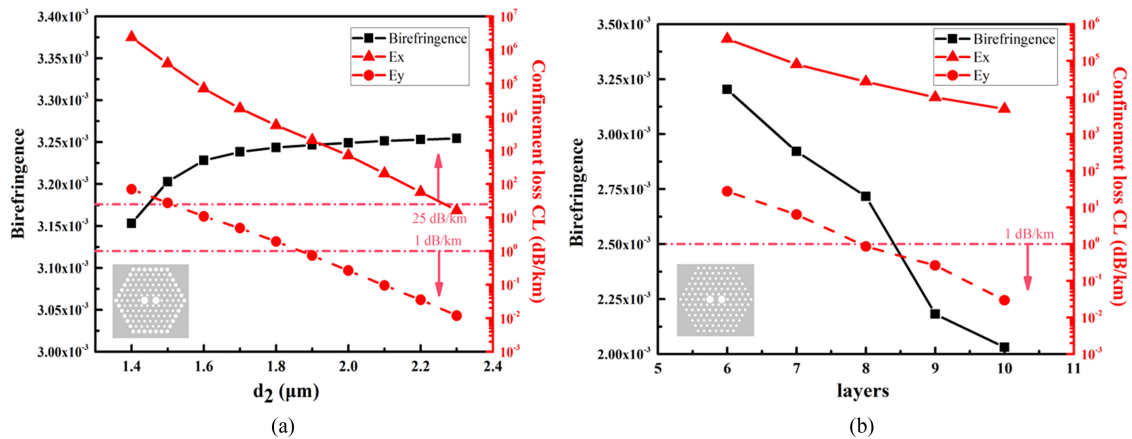 3.40x10⁻³
3.35x10⁻³
3.30x10⁻³
3.25x10⁻³
3.20x10⁻³
3.15x10⁻³
3.10x10⁻³
3.05x10⁻³
3.00x10⁻³
Birefringence
Birefringence
Ex
Ey
25 dB/km
1 dB/km
10⁷
10⁶
10⁵
10⁴
10³
10²
10¹
10⁰
10⁻¹
10⁻²
10⁻³
Confinement loss CL (dB/km)
1.4 1.6 1.8 2.0 2.2 2.4
d₂ (μm)
(a)
3.50x10⁻³
3.25x10⁻³
3.00x10⁻³
2.75x10⁻³
2.50x10⁻³
2.25x10⁻³
2.00x10⁻³
Birefringence
Birefringence
Ex
Ey
1 dB/km
10⁶
10⁵
10⁴
10³
10²
10¹
10⁰
10⁻¹
10⁻²
10⁻³
Confinement loss CL (dB/km)
5 6 7 8 9 10 11
layers
(b)